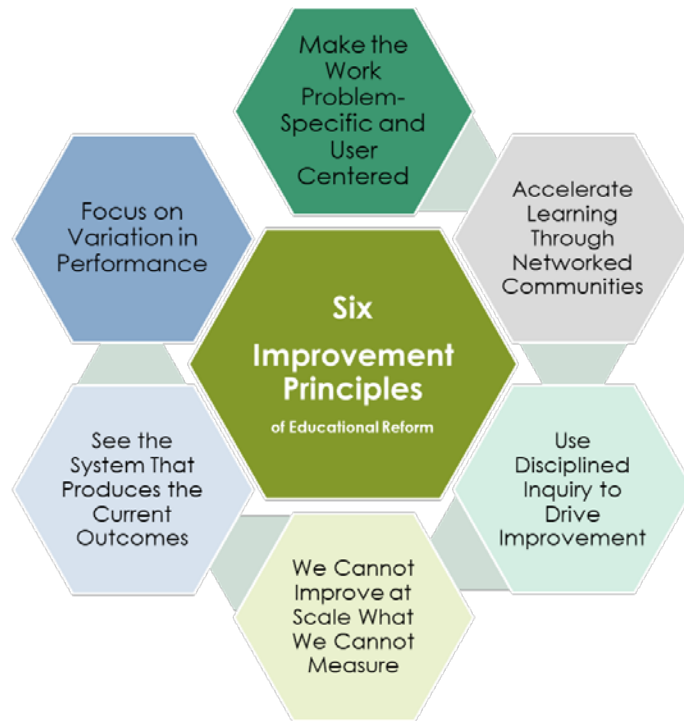 Make the
Work
Problem-
Specific and
User
Centered
Accelerate
Learning
Through
Networked
Communities
Use
Disciplined
Inquiry to
Drive
Improvement
We Cannot
Improve at
Scale What
We Cannot
Measure
See the
System That
Produces the
Current
Outcomes
Focus on
Variation in
Performance
Six
Improvement
Principles
of Educational Reform